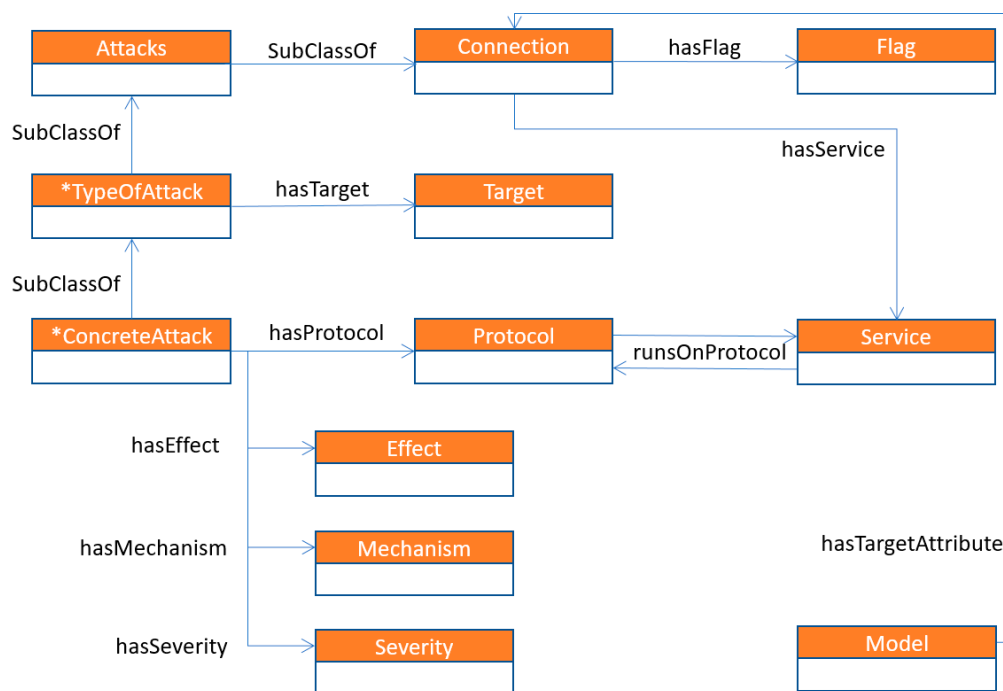 Attacks
SubClassOf
Connection
hasFlag
Flag
SubClassOf
hasService
*TypeOfAttack
hasTarget
Target
SubClassOf
*ConcreteAttack
hasProtocol
Protocol
runsOnProtocol
Service
hasEffect
Effect
hasMechanism
Mechanism
hasTargetAttribute
hasSeverity
Severity
Model